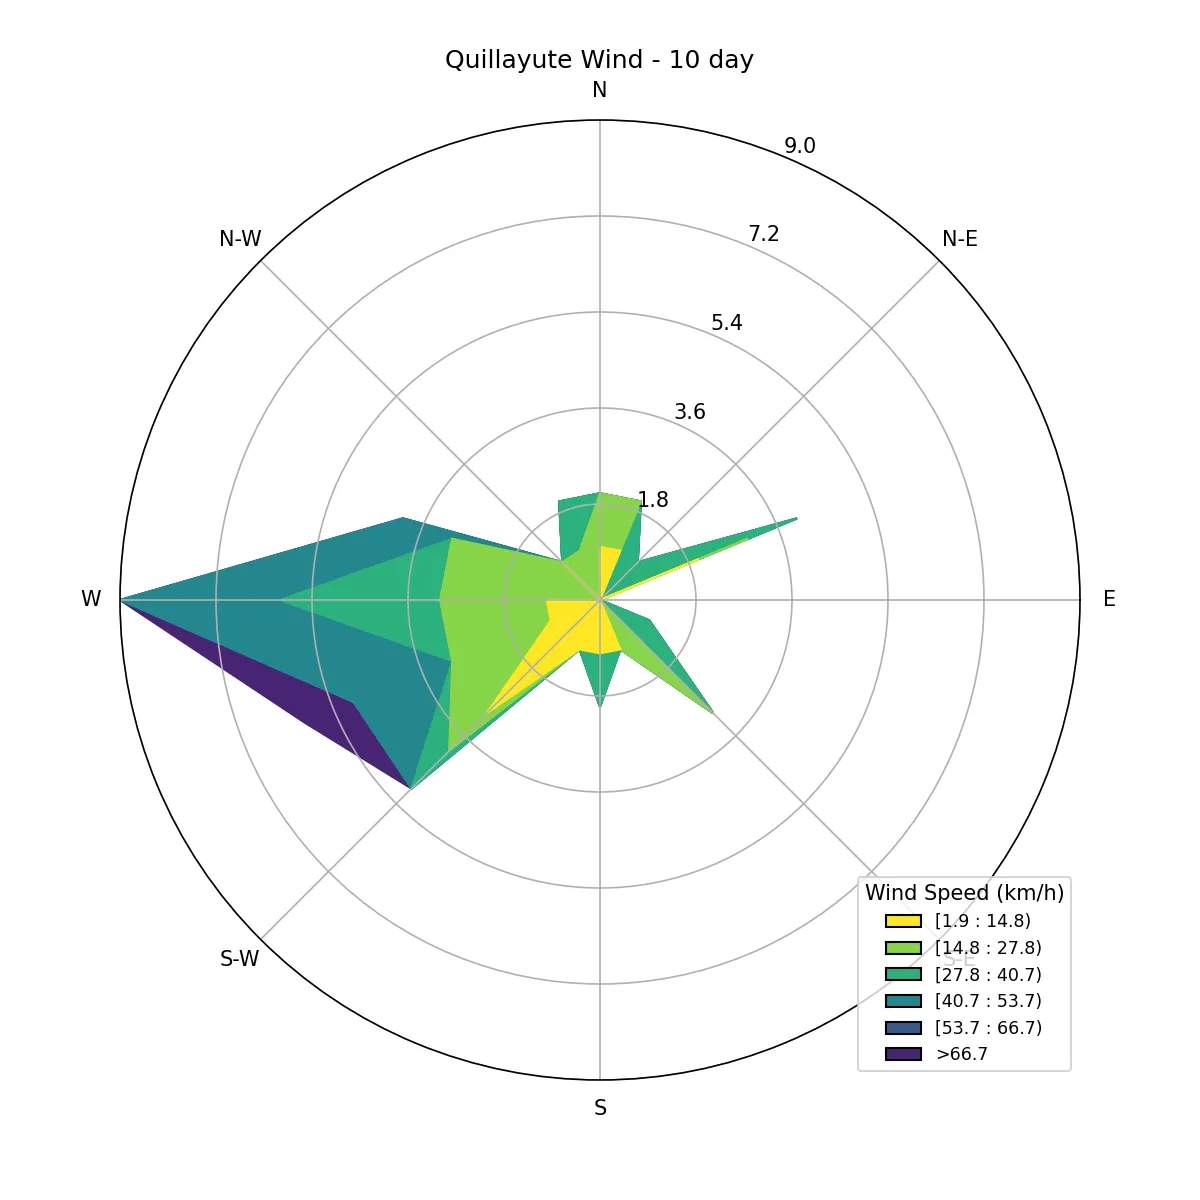 Quillayute Wind - 10 day
N
9.0
N-W
7.2
N-E
5.4
3.6
1.8
W
E
S-W
S-E
S
Wind Speed (km/h)
[1.9 : 14.8)
[14.8 : 27.8)
[27.8 : 40.7)
[40.7 : 53.7)
[53.7 : 66.7)
>66.7